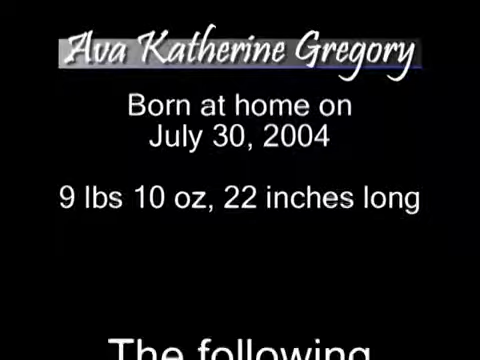 Ava Katherine Gregory
Born at home on
July 30, 2004
9 lbs 10 oz, 22 inches long
The following